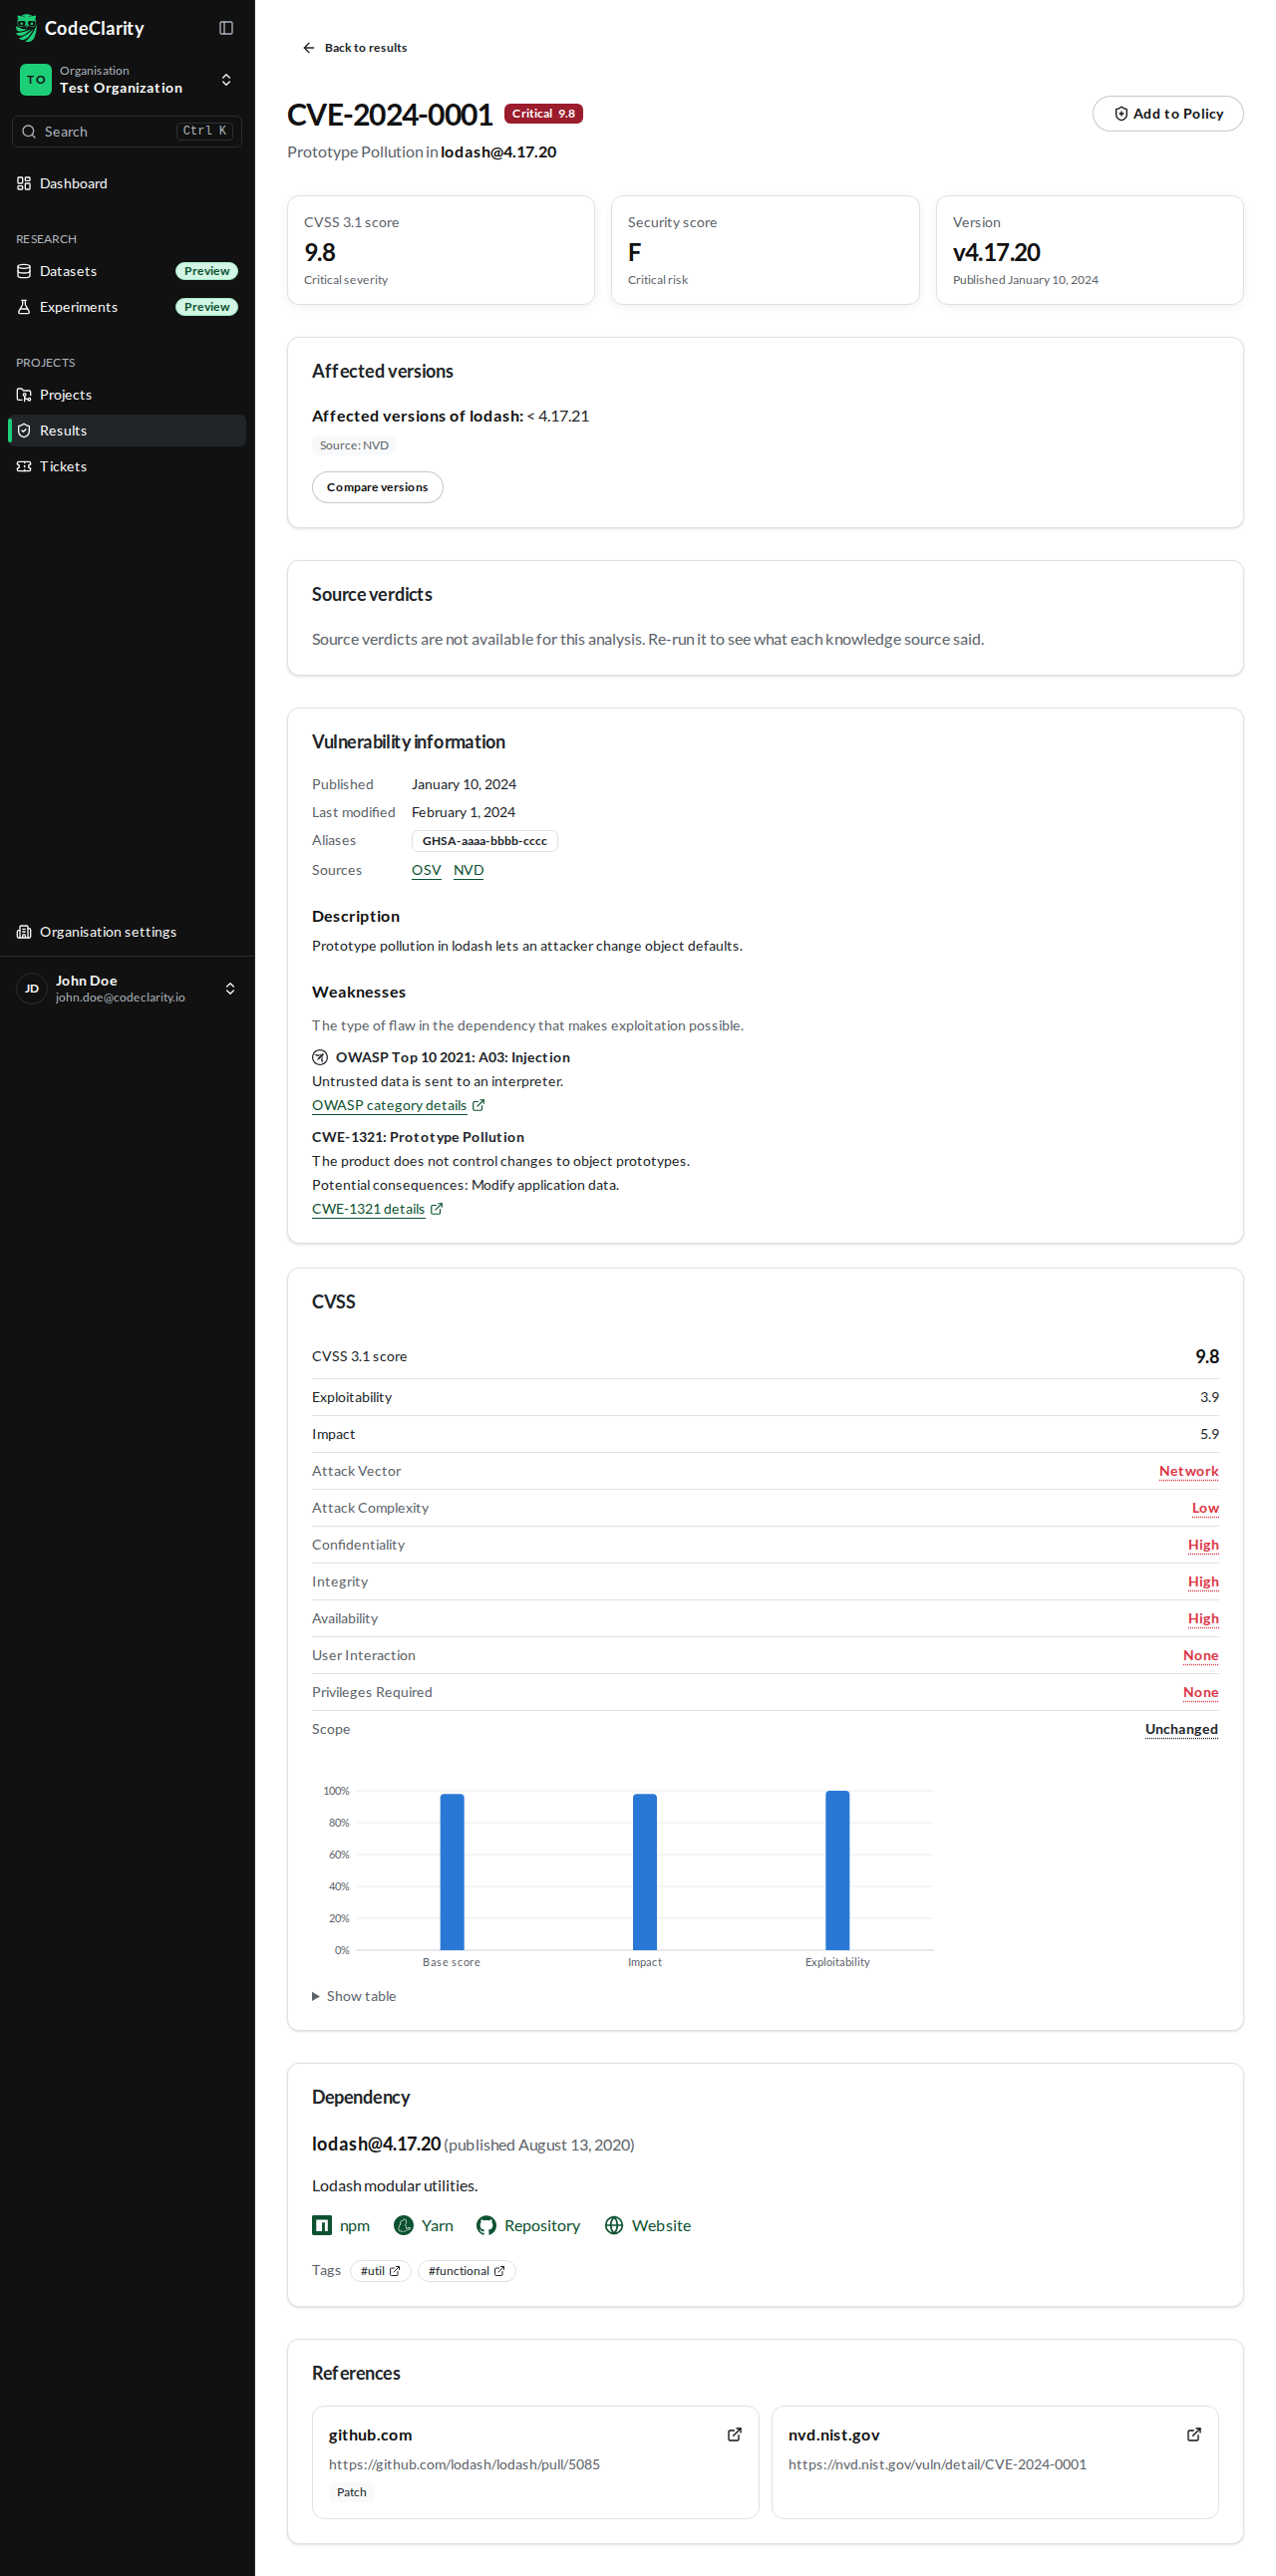 CodeClarity
TO
Organisation
Test Organization
Search
Ctrl K
Dashboard
RESEARCH
Datasets
Preview
Experiments
Preview
PROJECTS
Projects
Results
Tickets
Organisation settings
JD
John Doe
john.doe@codeclarity.io
Back to results
CVE-2024-0001
Critical 9.8
Add to Policy
Prototype Pollution in lodash@4.17.20
CVSS 3.1 score
9.8
Critical severity
Security score
F
Critical risk
Version
v4.17.20
Published January 10, 2024
Affected versions
Affected versions of lodash: < 4.17.21
Source: NVD
Compare versions
Source verdicts
Source verdicts are not available for this analysis. Re-run it to see what each knowledge source said.
Vulnerability information
Published January 10, 2024
Last modified February 1, 2024
Aliases GHSA-aaaa-bbbb-cccc
Sources OSV NVD
Description
Prototype pollution in lodash lets an attacker change object defaults.
Weaknesses
The type of flaw in the dependency that makes exploitation possible.
OWASP Top 10 2021: A03: Injection
Untrusted data is sent to an interpreter.
OWASP category details
CWE-1321: Prototype Pollution
The product does not control changes to object prototypes.
Potential consequences: Modify application data.
CWE-1321 details
CVSS
CVSS 3.1 score 9.8
Exploitability 3.9
Impact 5.9
Attack Vector Network
Attack Complexity Low
Confidentiality High
Integrity High
Availability High
User Interaction None
Privileges Required None
Scope Unchanged
100%
80%
60%
40%
20%
0%
Base score Impact Exploitability
Show table
Dependency
lodash@4.17.20 (published August 13, 2020)
Lodash modular utilities.
npm Yarn Repository Website
Tags #util #functional
References
github.com
https://github.com/lodash/lodash/pull/5085
Patch
nvd.nist.gov
https://nvd.nist.gov/vuln/detail/CVE-2024-0001